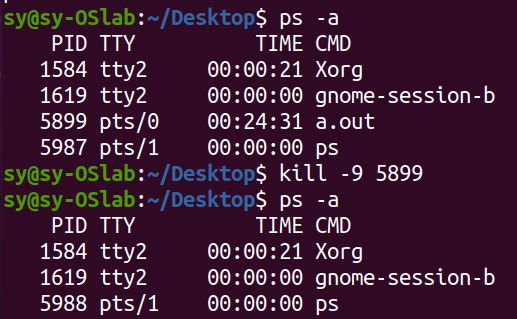 sy@sy-OSlab:~/Desktop$ ps -a
    PID TTY          TIME CMD
   1584 tty2     00:00:21 Xorg
   1619 tty2     00:00:00 gnome-session-b
   5899 pts/0    00:24:31 a.out
   5987 pts/1    00:00:00 ps
sy@sy-OSlab:~/Desktop$ kill -9 5899
sy@sy-OSlab:~/Desktop$ ps -a
    PID TTY          TIME CMD
   1584 tty2     00:00:21 Xorg
   1619 tty2     00:00:00 gnome-session-b
   5988 pts/1    00:00:00 ps